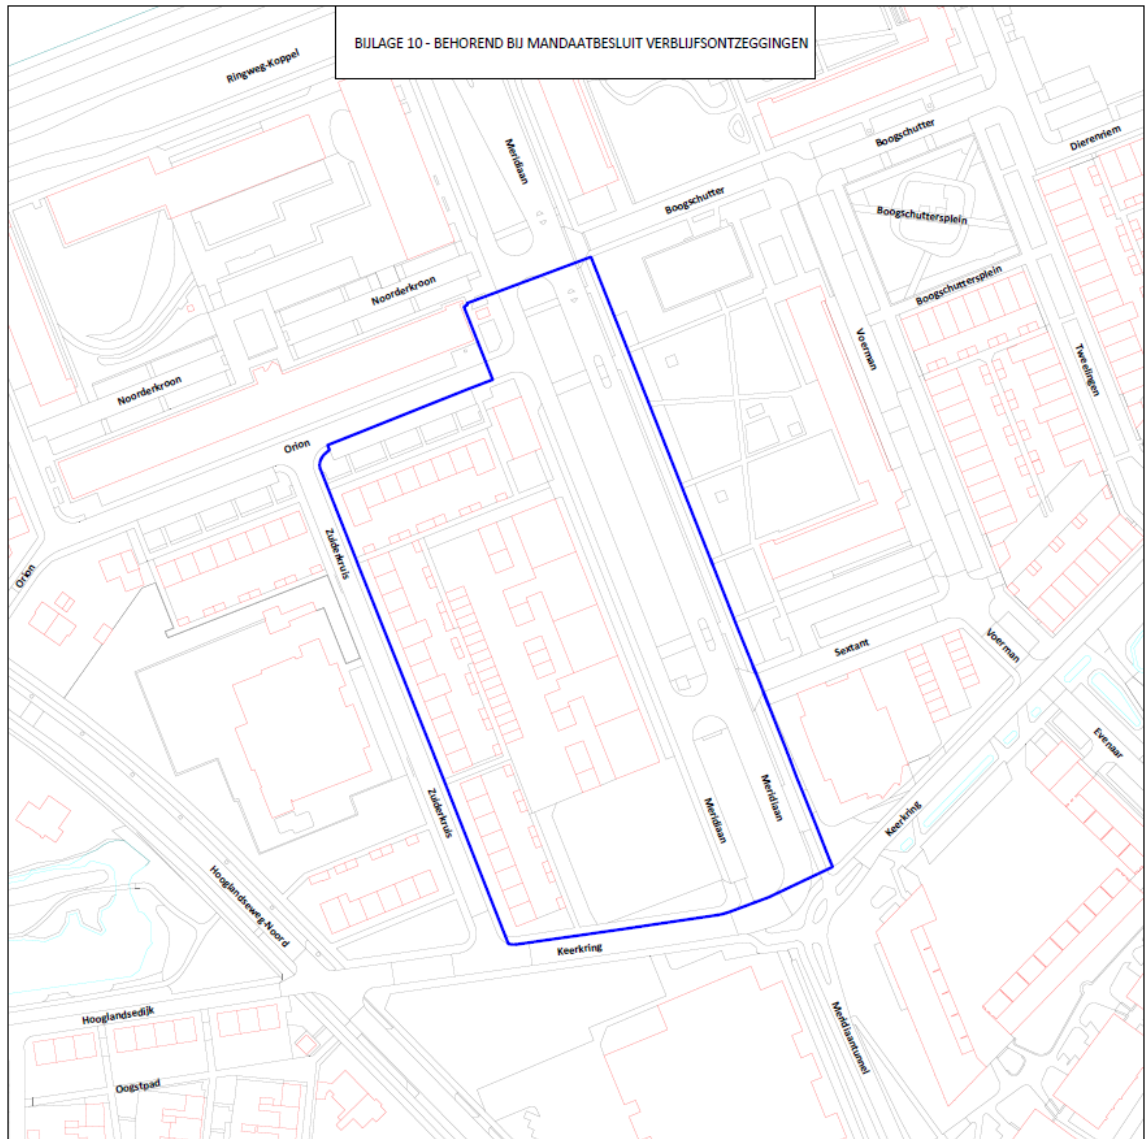 BIJLAGE 10 - BEHOREND BIJ MANDAATBESLUIT VERBLIJFSONTZEGGINGEN
Ringweg-Koppel
Meridiaan
Boogschutter
Dierenriem
Boogschutter
Boogschuttersplein
Noorderkroon
Boogschuttersplein
Voerman
Tweelingen
Noorderkroon
Orion
Zuiderkruis
Orion
Sextant
Voerman
Evenaar
Zuiderkruis
Meridiaan
Meridiaan
Keerkring
Hooglandseweg-Noord
Keerkring
Hooglandsedijk
Meridiaantunnel
Oogstpad